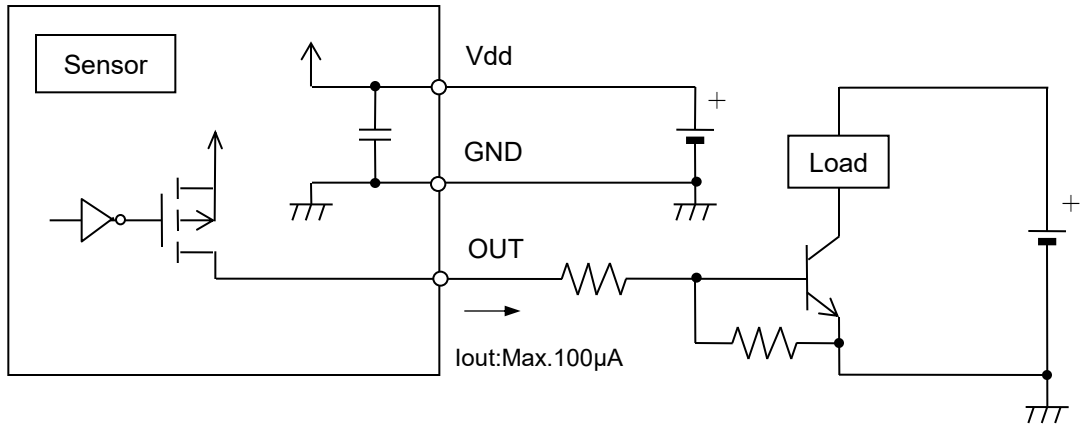 Sensor
Vdd
+
GND
Load
+
OUT
Iout:Max.100μA